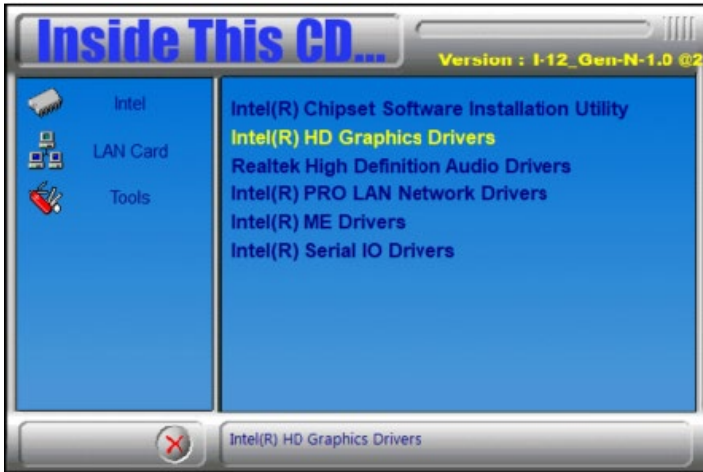 Inside This CD...
Version : I-12_Gen-N-1.0 @2
Intel
LAN Card
Tools
Intel(R) Chipset Software Installation Utility
Intel(R) HD Graphics Drivers
Realtek High Definition Audio Drivers
Intel(R) PRO LAN Network Drivers
Intel(R) ME Drivers
Intel(R) Serial IO Drivers
Intel(R) HD Graphics Drivers